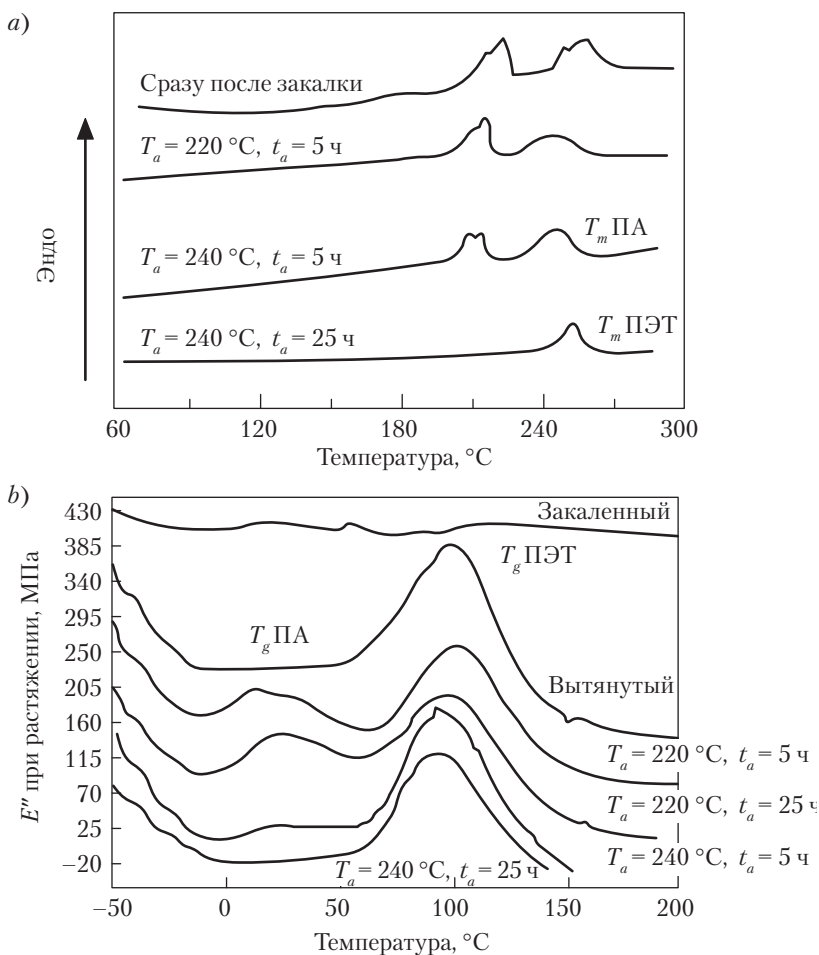 a)
Сразу после закалки
T_a = 220 °C, t_a = 5 ч
T_a = 240 °C, t_a = 5 ч
T_m ПА
T_a = 240 °C, t_a = 25 ч
T_m ПЭТ
Эндо
60 120 180 240 300
Температура, °C
b)
430
385
340
295
250
205
160
115
70
25
–20
E″ при растяжении, МПа
Закаленный
T_g ПЭТ
T_g ПА
Вытянутый
T_a = 220 °C, t_a = 5 ч
T_a = 220 °C, t_a = 25 ч
T_a = 240 °C, t_a = 5 ч
T_a = 240 °C, t_a = 25 ч
–50 0 50 100 150 200
Температура, °C